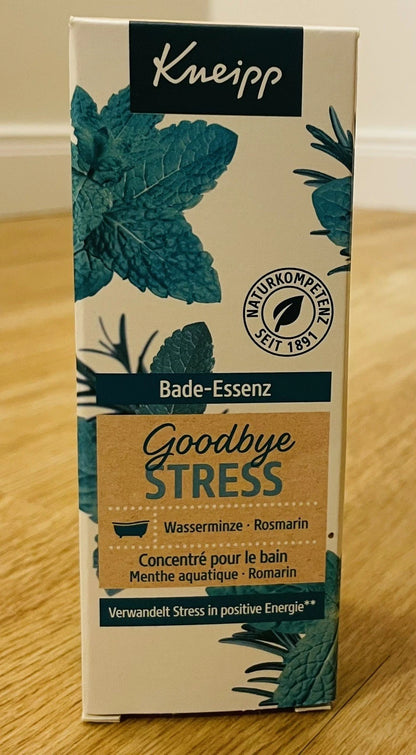 Kneipp
NATURKOMPETENZ
SEIT 1891
Bade-Essenz
Goodbye
STRESS
Wasserminze · Rosmarin
Concentré pour le bain
Menthe aquatique · Romarin
Verwandelt Stress in positive Energie**